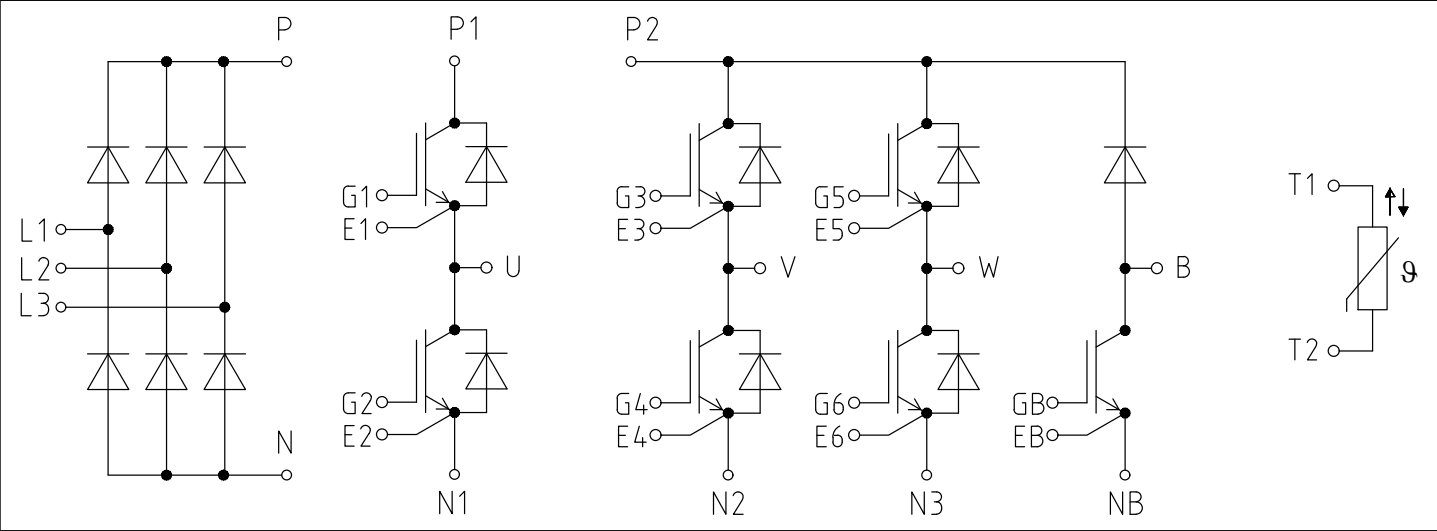 P P1 P2
G1 G3 G5 T1
L1 E1 E3 E5
L2 U V W B ϑ
L3
T2
G2 G4 G6 GB
N E2 E4 E6 EB
N1 N2 N3 NB